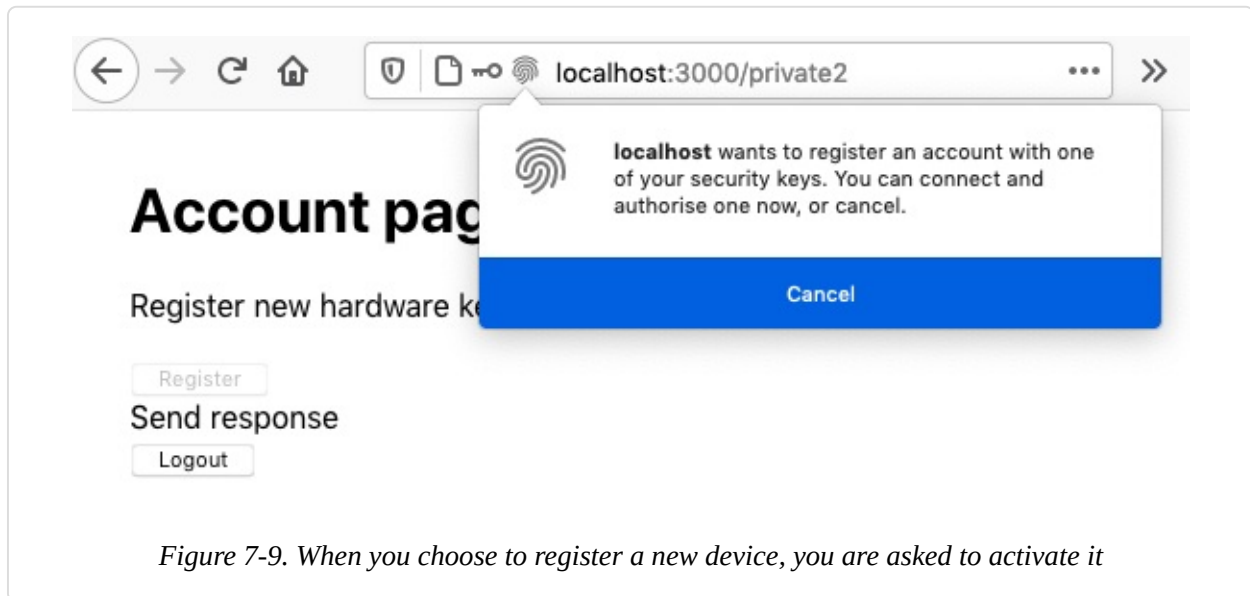 localhost:3000/private2
localhost wants to register an account with one
of your security keys. You can connect and
authorise one now, or cancel.
Cancel
Account pag
Register new hardware ke
Register
Send response
Logout
Figure 7-9. When you choose to register a new device, you are asked to activate it